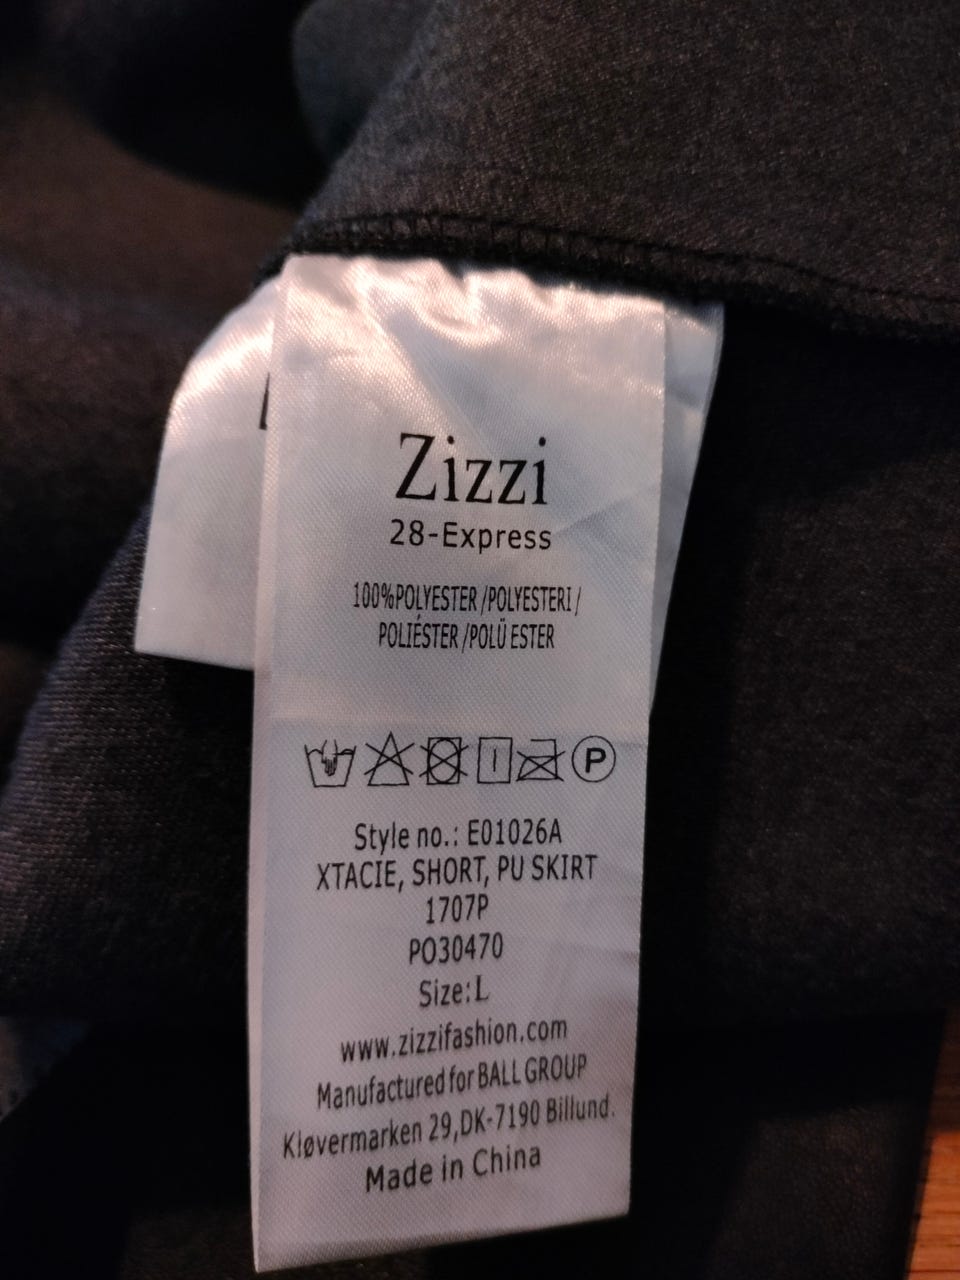 Zizzi
28-Express
100%POLYESTER /POLYESTERI /
POLIÉSTER /POLÜ ESTER
P
Style no.: E01026A
XTACIE, SHORT, PU SKIRT
1707P
PO30470
Size:L
www.zizzifashion.com
Manufactured for BALL GROUP
Kløvermarken 29,DK-7190 Billund.
Made in China